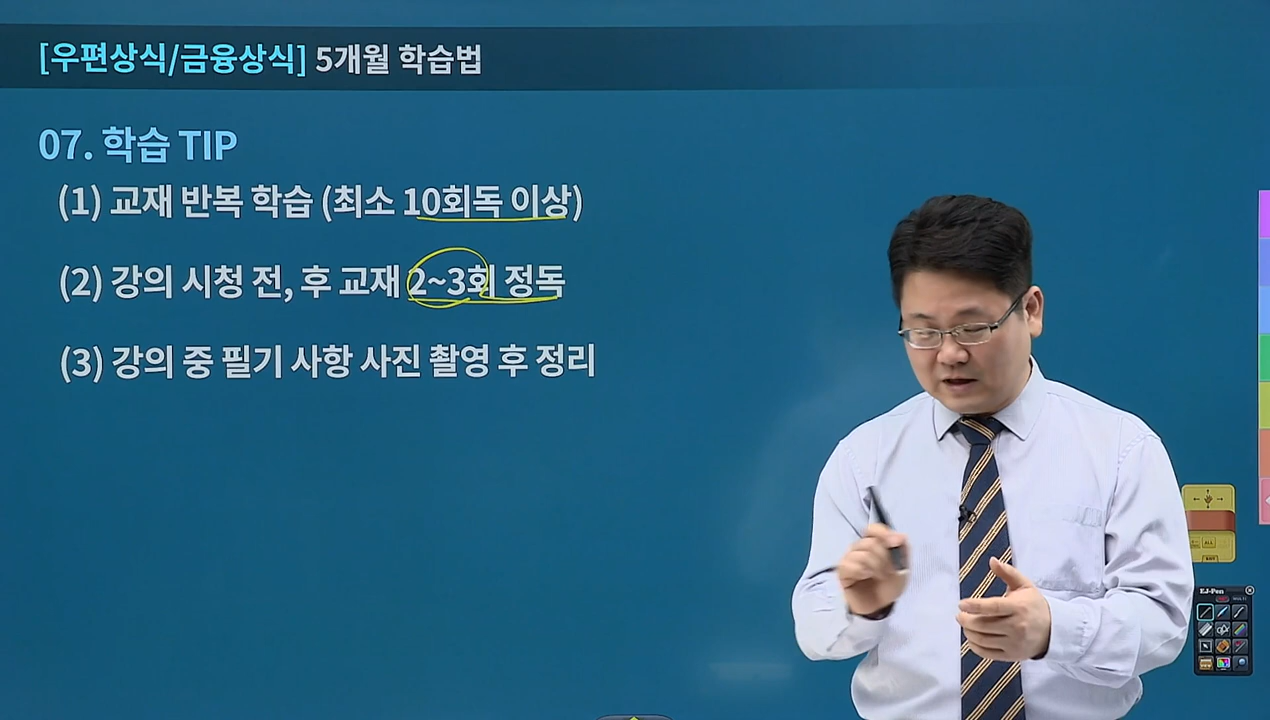 [우편상식/금융상식] 5개월 학습법
07. 학습 TIP
(1) 교재 반복 학습 (최소 10회독 이상)
(2) 강의 시청 전, 후 교재 2~3회 정독
(3) 강의 중 필기 사항 사진 촬영 후 정리
EJ-Pen